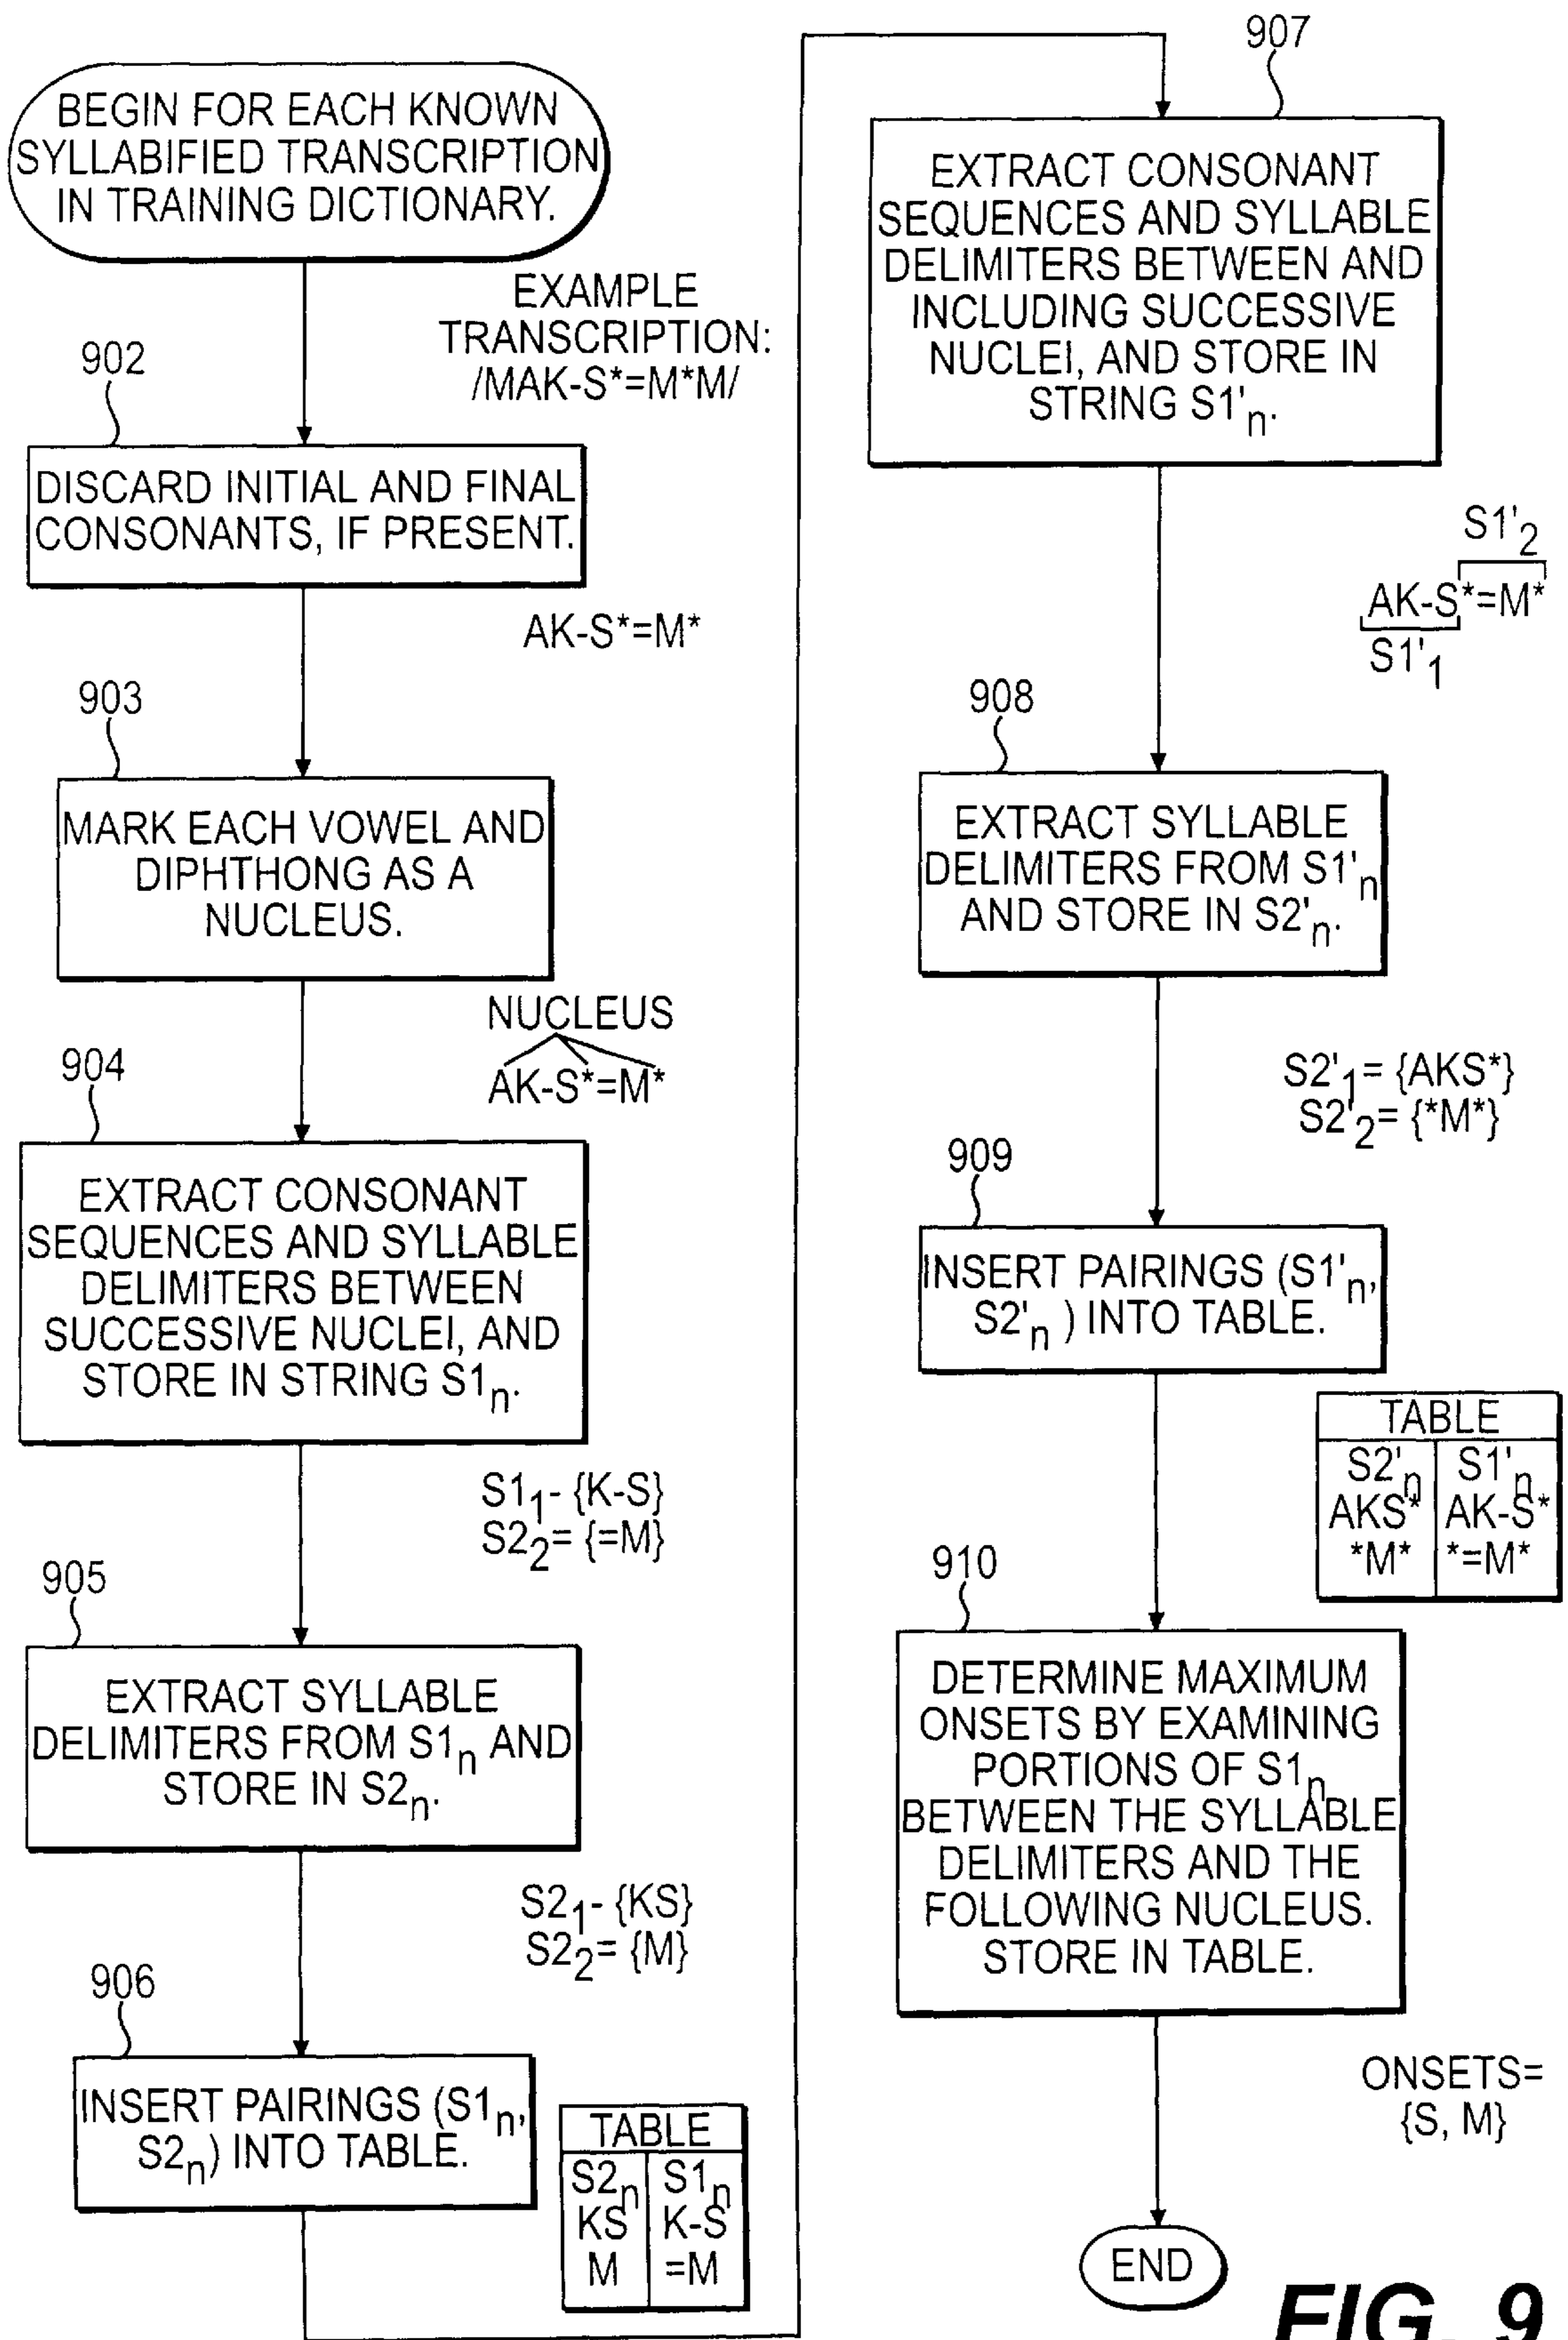 BEGIN FOR EACH KNOWN
SYLLABIFIED TRANSCRIPTION
IN TRAINING DICTIONARY.
EXAMPLE
TRANSCRIPTION:
/MAK-S*=M*M/
902
DISCARD INITIAL AND FINAL
CONSONANTS, IF PRESENT.
AK-S*=M*
903
MARK EACH VOWEL AND
DIPHTHONG AS A
NUCLEUS.
NUCLEUS
AK-S*=M*
904
EXTRACT CONSONANT
SEQUENCES AND SYLLABLE
DELIMITERS BETWEEN
SUCCESSIVE NUCLEI, AND
STORE IN STRING S1n.
S11- {K-S}
S22= {=M}
905
EXTRACT SYLLABLE
DELIMITERS FROM S1n AND
STORE IN S2n.
S21- {KS}
S22= {M}
906
INSERT PAIRINGS (S1n,
S2n) INTO TABLE.
TABLE
S2n S1n
KS K-S
M =M
907
EXTRACT CONSONANT
SEQUENCES AND SYLLABLE
DELIMITERS BETWEEN AND
INCLUDING SUCCESSIVE
NUCLEI, AND STORE IN
STRING S1'n.
S1'2
AK-S*=M*
S1'1
908
EXTRACT SYLLABLE
DELIMITERS FROM S1'n
AND STORE IN S2'n.
S2'1= {AKS*}
S2'2= {*M*}
909
INSERT PAIRINGS (S1'n,
S2'n ) INTO TABLE.
TABLE
S2'n S1'n
AKS* AK-S*
*M* *=M*
910
DETERMINE MAXIMUM
ONSETS BY EXAMINING
PORTIONS OF S1n
BETWEEN THE SYLLABLE
DELIMITERS AND THE
FOLLOWING NUCLEUS.
STORE IN TABLE.
ONSETS=
{S, M}
END
FIG. 9